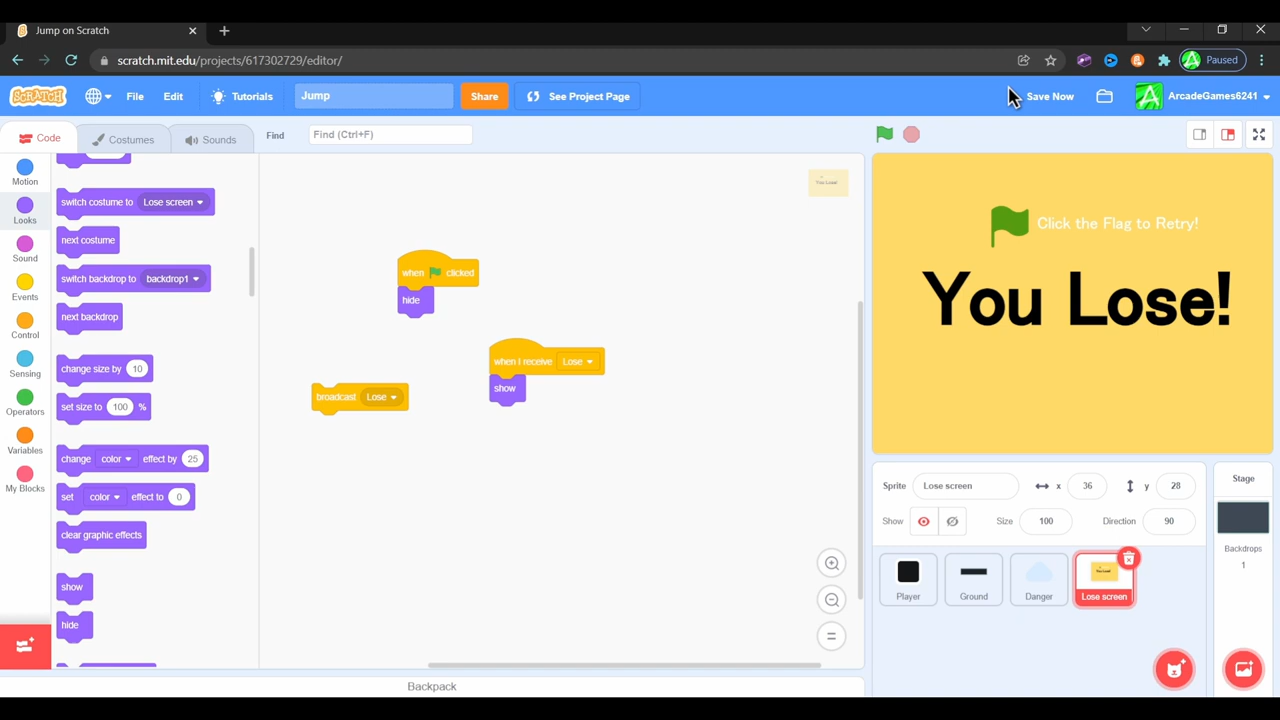 Jump on Scratch
scratch.mit.edu/projects/617302729/editor/
Paused
SCRATCH
File
Edit
Tutorials
Jump
Share
See Project Page
Save Now
ArcadeGames6241
Code
Costumes
Sounds
Find
Find (Ctrl+F)
Motion
Looks
Sound
Events
Control
Sensing
Operators
Variables
My Blocks
switch costume to Lose screen
next costume
switch backdrop to backdrop1
next backdrop
change size by 10
set size to 100 %
change color effect by 25
set color effect to 0
clear graphic effects
show
hide
when clicked
hide
when I receive Lose
show
broadcast Lose
You Lose!
Backpack
Click the Flag to Retry!
You Lose!
Sprite Lose screen x 36 y 28
Show Size 100 Direction 90
Player
Ground
Danger
You Lose!
Lose screen
Stage
Backdrops
1